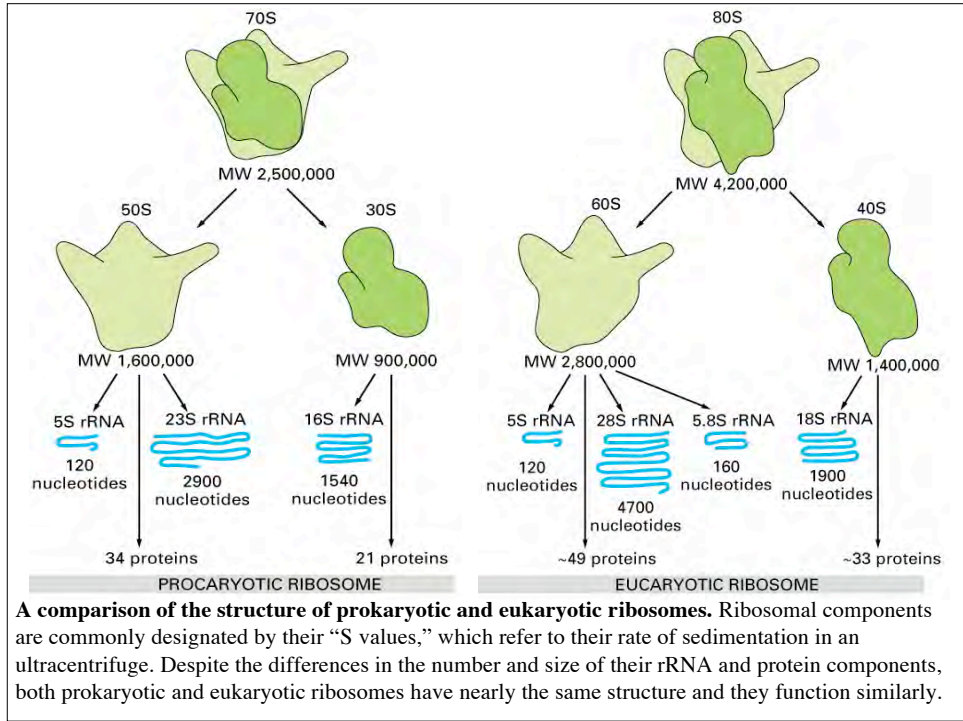 70S
80S
MW 2,500,000
MW 4,200,000
50S
30S
60S
40S
MW 1,600,000
MW 900,000
MW 2,800,000
MW 1,400,000
5S rRNA
23S rRNA
16S rRNA
5S rRNA
28S rRNA
5.8S rRNA
18S rRNA
120
nucleotides
2900
nucleotides
1540
nucleotides
120
nucleotides
4700
nucleotides
160
nucleotides
1900
nucleotides
34 proteins
21 proteins
~49 proteins
~33 proteins
PROCARYOTIC RIBOSOME
EUCARYOTIC RIBOSOME
A comparison of the structure of prokaryotic and eukaryotic ribosomes. Ribosomal components
are commonly designated by their “S values,” which refer to their rate of sedimentation in an
ultracentrifuge. Despite the differences in the number and size of their rRNA and protein components,
both prokaryotic and eukaryotic ribosomes have nearly the same structure and they function similarly.